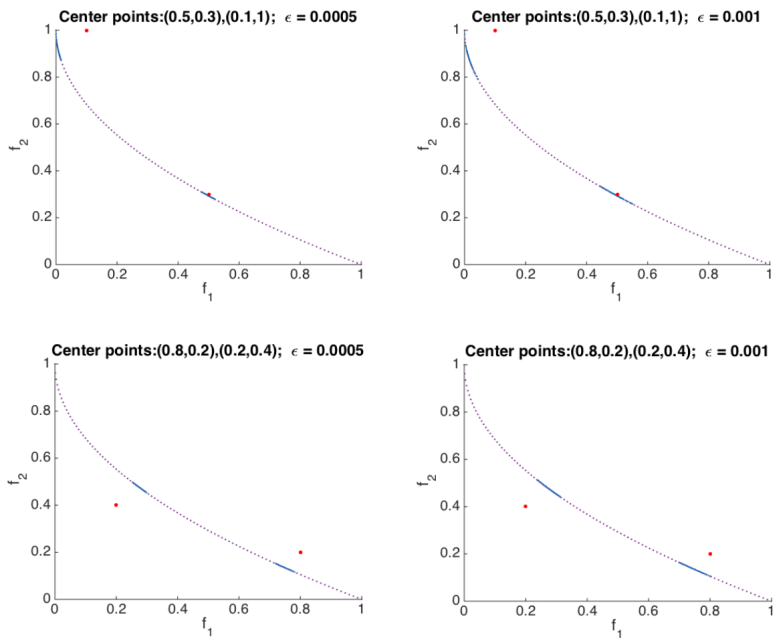 Center points:(0.5,0.3),(0.1,1); ϵ = 0.0005
1
0.8
0.6
0.4
0.2
0
f₂
0 0.2 0.4 0.6 0.8 1
f₁
Center points:(0.5,0.3),(0.1,1); ϵ = 0.001
1
0.8
0.6
0.4
0.2
0
f₂
0 0.2 0.4 0.6 0.8 1
f₁
Center points:(0.8,0.2),(0.2,0.4); ϵ = 0.0005
1
0.8
0.6
0.4
0.2
0
f₂
0 0.2 0.4 0.6 0.8 1
f₁
Center points:(0.8,0.2),(0.2,0.4); ϵ = 0.001
1
0.8
0.6
0.4
0.2
0
f₂
0 0.2 0.4 0.6 0.8 1
f₁